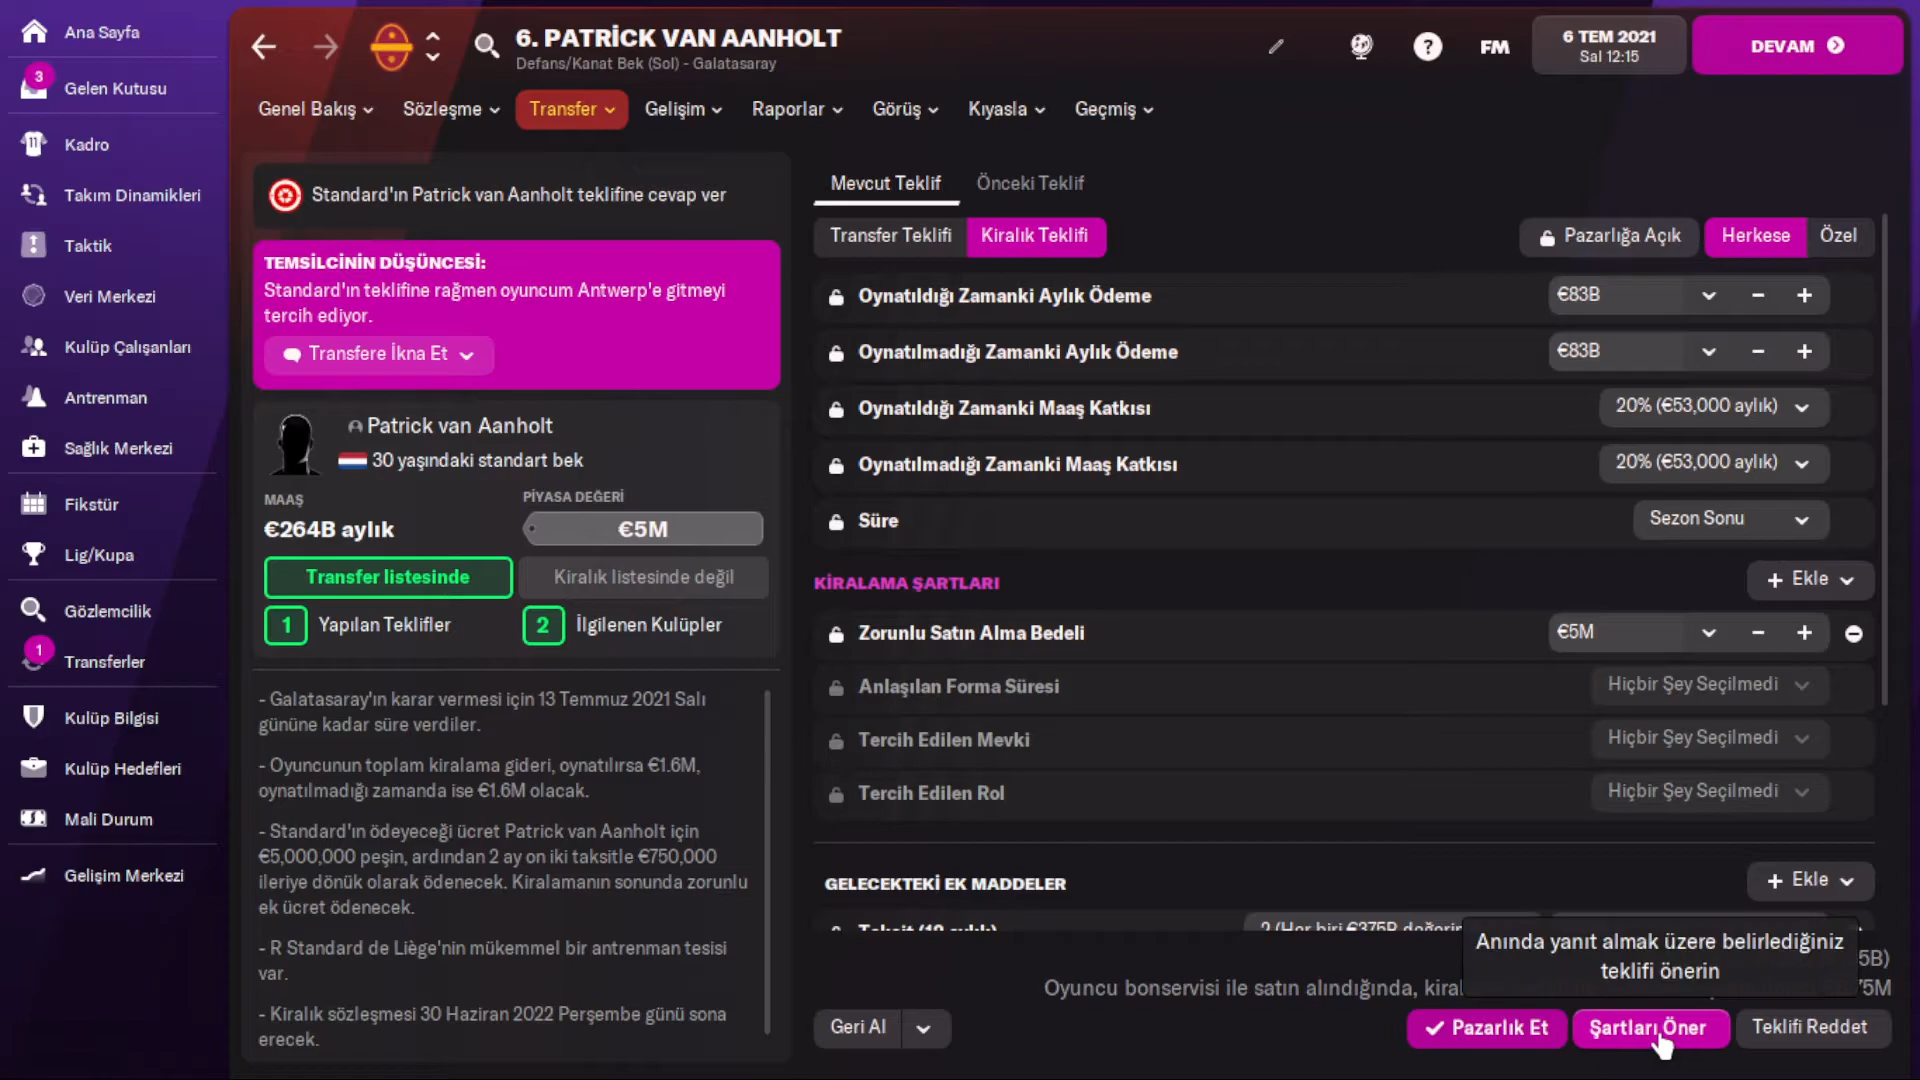 Ana Sayfa
3
Gelen Kutusu
Kadro
Takım Dinamikleri
Taktik
Veri Merkezi
Kulüp Çalışanları
Antrenman
Sağlık Merkezi
Fikstür
Lig/Kupa
Gözlemcilik
1
Transferler
Kulüp Bilgisi
Kulüp Hedefleri
Mali Durum
Gelişim Merkezi
6. PATRİCK VAN AANHOLT
Defans/Kanat Bek (Sol) - Galatasaray
?
FM
6 TEM 2021
Sal 12:15
DEVAM
Genel Bakış
Sözleşme
Transfer
Gelişim
Raporlar
Görüş
Kıyasla
Geçmiş
Standard'ın Patrick van Aanholt teklifine cevap ver
TEMSİLCİNİN DÜŞÜNCESİ:
Standard'ın teklifine rağmen oyuncum Antwerp'e gitmeyi
tercih ediyor.
Transfere İkna Et
Patrick van Aanholt
30 yaşındaki standart bek
MAAŞ
€264B aylık
PİYASA DEĞERİ
€5M
Transfer listesinde
Kiralık listesinde değil
1 Yapılan Teklifler
2 İlgilenen Kulüpler
- Galatasaray'ın karar vermesi için 13 Temmuz 2021 Salı
gününe kadar süre verdiler.
- Oyuncunun toplam kiralama gideri, oynatılırsa €1.6M,
oynatılmadığı zamanda ise €1.6M olacak.
- Standard'ın ödeyeceği ücret Patrick van Aanholt için
€5,000,000 peşin, ardından 2 ay on iki taksitle €750,000
ileriye dönük olarak ödenecek. Kiralamanın sonunda zorunlu
ek ücret ödenecek.
- R Standard de Liège'nin mükemmel bir antrenman tesisi
var.
- Kiralık sözleşmesi 30 Haziran 2022 Perşembe günü sona
erecek.
Mevcut Teklif
Önceki Teklif
Transfer Teklifi
Kiralık Teklifi
Pazarlığa Açık
Herkese
Özel
Oynatıldığı Zamanki Aylık Ödeme
€83B
Oynatılmadığı Zamanki Aylık Ödeme
€83B
Oynatıldığı Zamanki Maaş Katkısı
20% (€53,000 aylık)
Oynatılmadığı Zamanki Maaş Katkısı
20% (€53,000 aylık)
Süre
Sezon Sonu
KİRALAMA ŞARTLARI
+ Ekle
Zorunlu Satın Alma Bedeli
€5M
Anlaşılan Forma Süresi
Hiçbir Şey Seçilmedi
Tercih Edilen Mevki
Hiçbir Şey Seçilmedi
Tercih Edilen Rol
Hiçbir Şey Seçilmedi
GELECEKTEKİ EK MADDELER
+ Ekle
Taksit (12 aylık)
2 (Her biri €375B değerin
Anında yanıt almak üzere belirlediğiniz
teklifi önerin
5B)
Oyuncu bonservisi ile satın alındığında, kira
5M
Geri Al
Pazarlık Et
Şartları Öner
Teklifi Reddet